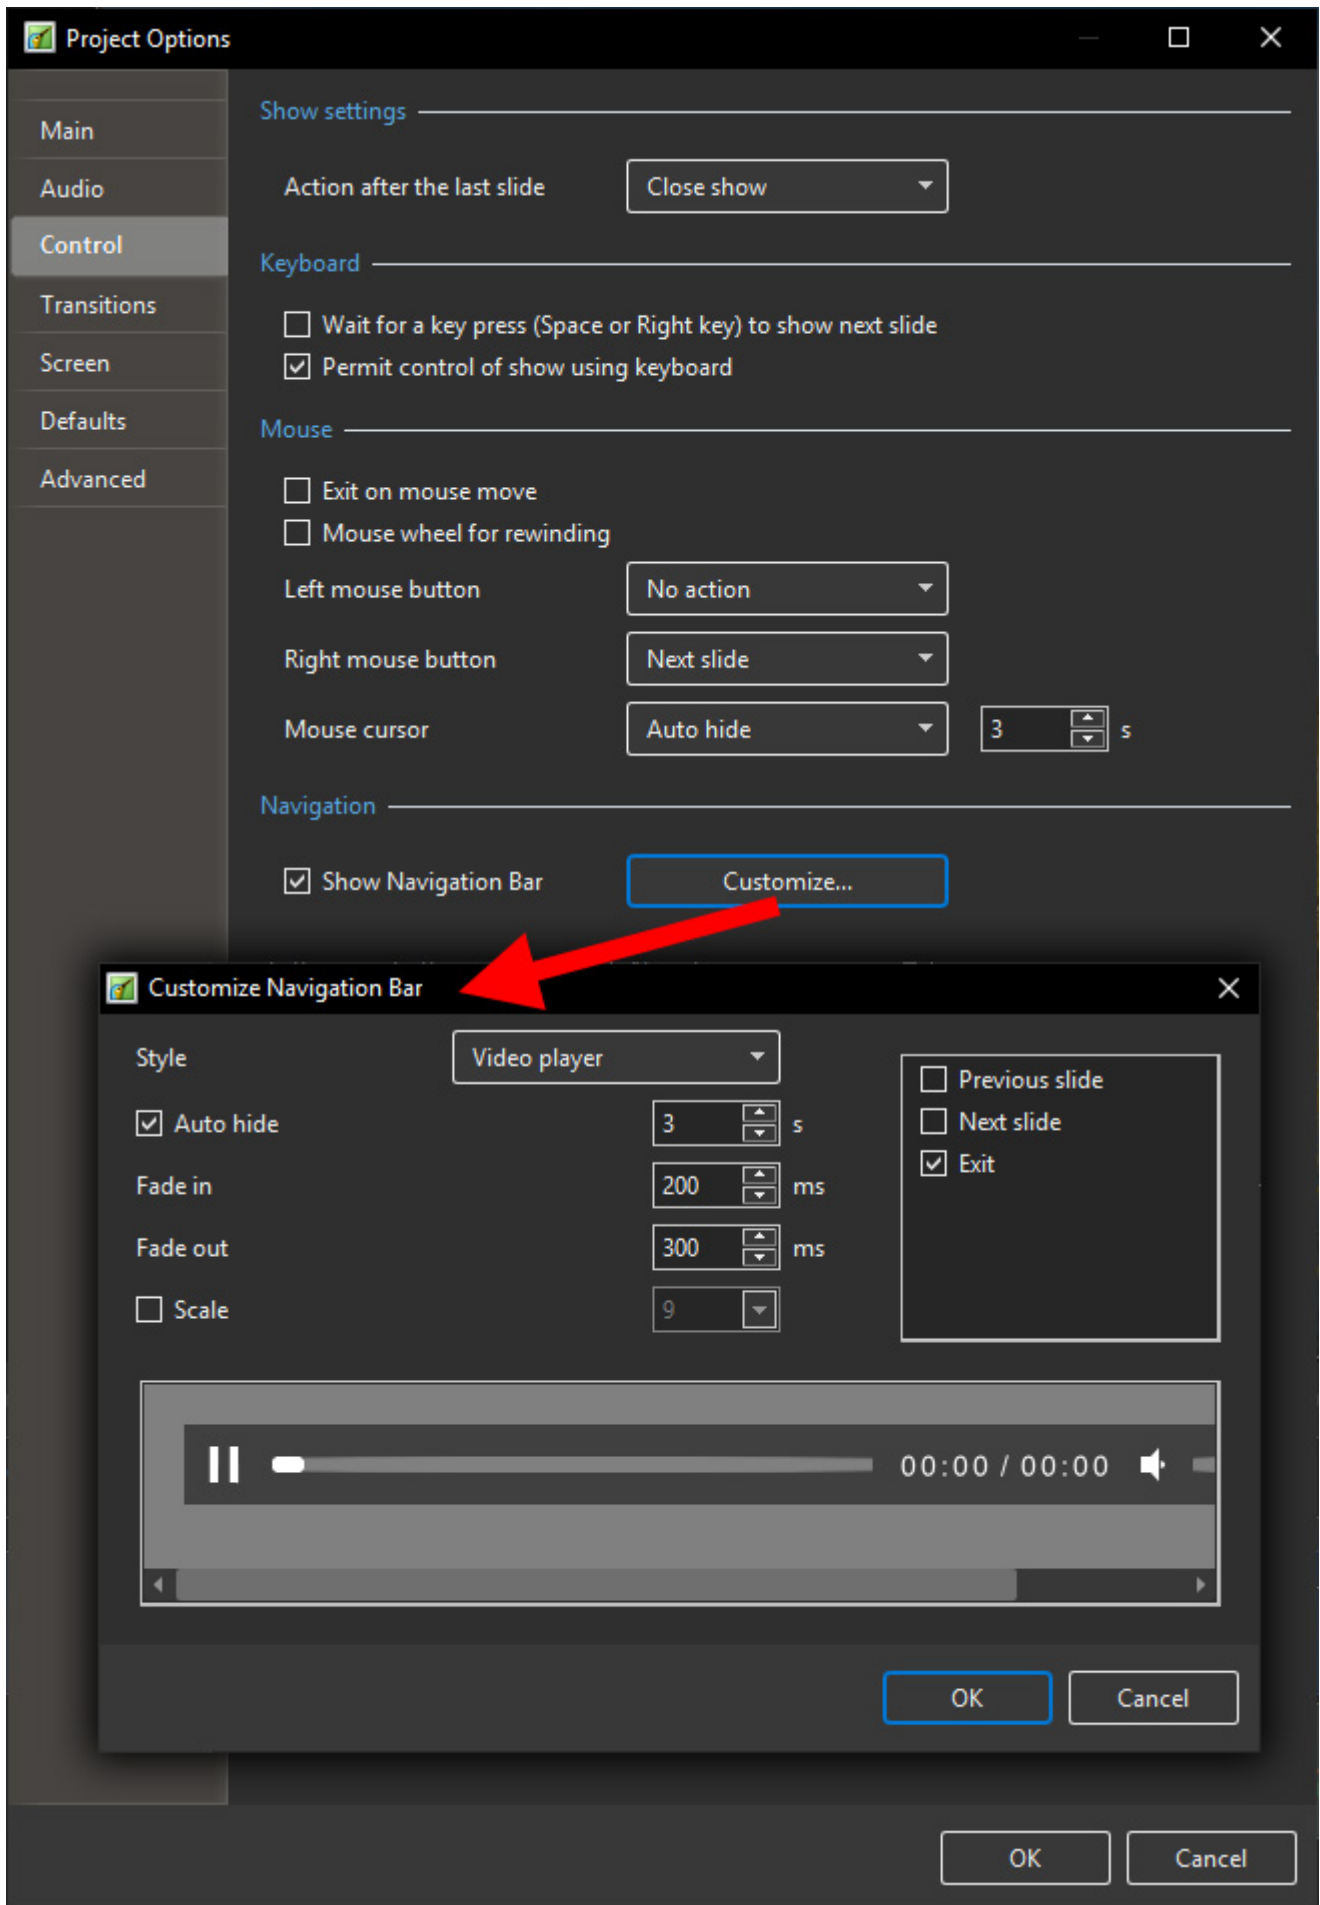 Project Options
Main
Audio
Control
Transitions
Screen
Defaults
Advanced
Show settings
Action after the last slide Close show
Keyboard
Wait for a key press (Space or Right key) to show next slide
Permit control of show using keyboard
Mouse
Exit on mouse move
Mouse wheel for rewinding
Left mouse button No action
Right mouse button Next slide
Mouse cursor Auto hide 3 s
Navigation
Show Navigation Bar Customize...
Customize Navigation Bar
Style Video player
Auto hide 3 s
Fade in 200 ms
Fade out 300 ms
Scale 9
Previous slide
Next slide
Exit
00:00 / 00:00
OK Cancel
OK Cancel